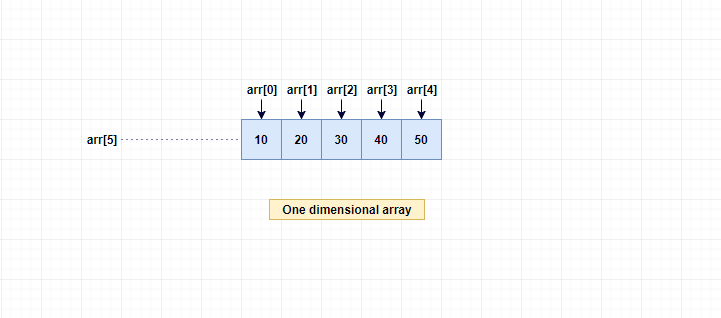 arr[0] arr[1] arr[2] arr[3] arr[4]
arr[5] 10 20 30 40 50
One dimensional array